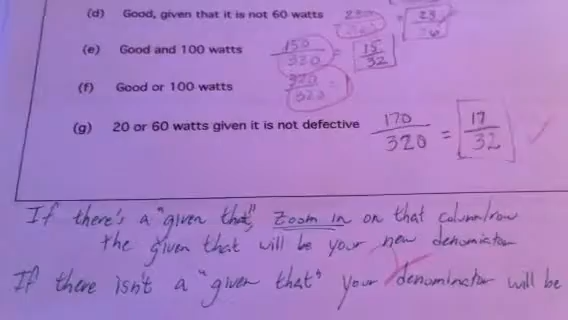 (d) Good, given that it is not 60 watts = 23
(e) Good and 100 watts 150/320 = 15/32
(f) Good or 100 watts 320
(g) 20 or 60 watts given it is not defective 170/320 = 17/32
If there's a "given that", zoom in on that column/row
the given that will be your new denomiator
If there isn't a "given that" your denominator will be